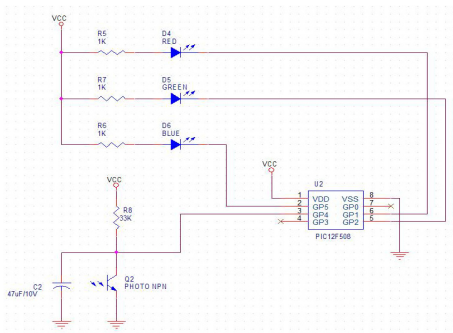 VCC
R5
1K
D4
RED
R7
1K
D5
GREEN
R6
1K
D6
BLUE
VCC
VCC
R8
33K
U2
1 VDD VSS 8
2 GP5 GP0 7
3 GP4 GP1 6
4 GP3 GP2 5
PIC12F508
C2
47uF/10V
Q2
PHOTO NPN